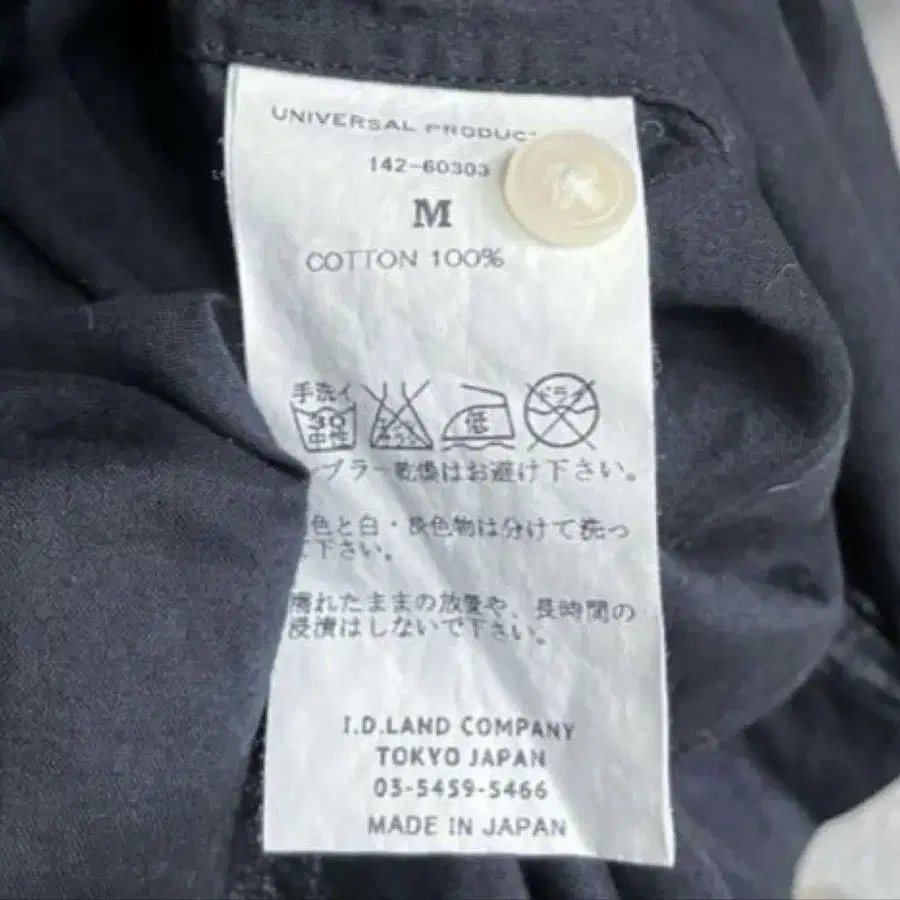 UNIVERSAL PRODUC
142-60303
M
COTTON 100%
手洗イ
30
中性
低
ドライ
ブラー乾燥はお避け下さい。
色と白・淡色物は分けて洗っ
下さい。
濡れたままの放置や、長時間の
浸漬はしないで下さい。
I.D.LAND COMPANY
TOKYO JAPAN
03-5459-5466
MADE IN JAPAN